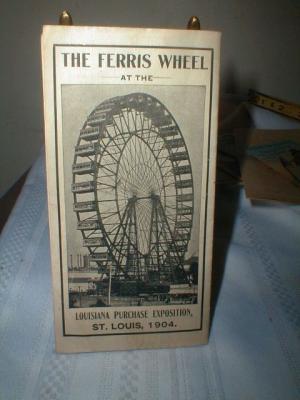 THE FERRIS WHEEL
AT THE
LOUISIANA PURCHASE EXPOSITION,
ST. LOUIS, 1904.